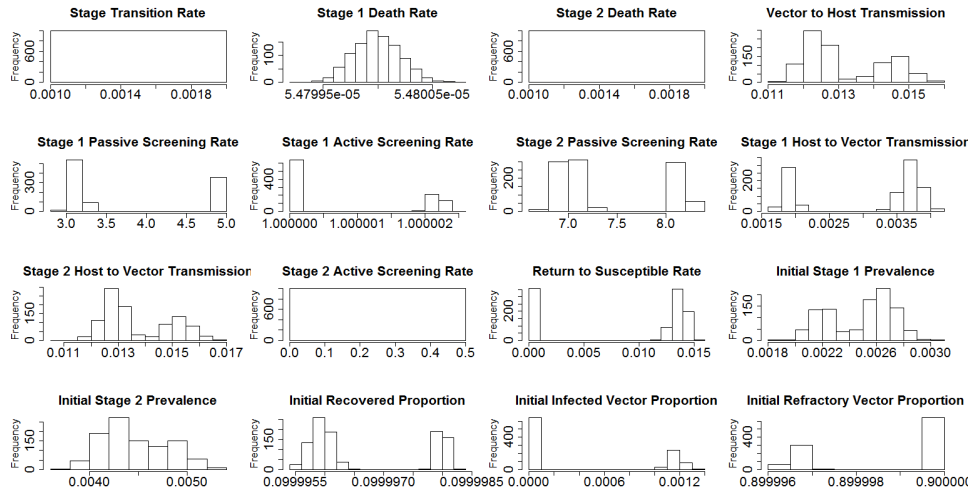 Stage Transition Rate
Frequency
0 600
0.0010 0.0014 0.0018
Stage 1 Death Rate
Frequency
0 100
5.47995e-05 5.48005e-05
Stage 2 Death Rate
Frequency
0 600
0.0010 0.0014 0.0018
Vector to Host Transmission
Frequency
0 150
0.011 0.013 0.015
Stage 1 Passive Screening Rate
Frequency
0 300
3.0 3.5 4.0 4.5 5.0
Stage 1 Active Screening Rate
Frequency
0 400
1.000000 1.000001 1.000002
Stage 2 Passive Screening Rate
Frequency
0 200
7.0 7.5 8.0
Stage 1 Host to Vector Transmission
Frequency
0 200
0.0015 0.0025 0.0035
Stage 2 Host to Vector Transmission
Frequency
0 150
0.011 0.013 0.015 0.017
Stage 2 Active Screening Rate
Frequency
0 600
0.0 0.1 0.2 0.3 0.4 0.5
Return to Susceptible Rate
Frequency
0 200
0.000 0.005 0.010 0.015
Initial Stage 1 Prevalence
Frequency
0 150
0.0018 0.0022 0.0026 0.0030
Initial Stage 2 Prevalence
Frequency
0 150
0.0040 0.0050
Initial Recovered Proportion
Frequency
0 150
0.0999955 0.0999970 0.0999985
Initial Infected Vector Proportion
Frequency
0 400
0.0000 0.0006 0.0012
Initial Refractory Vector Proportion
Frequency
0 400
0.899996 0.899998 0.900000